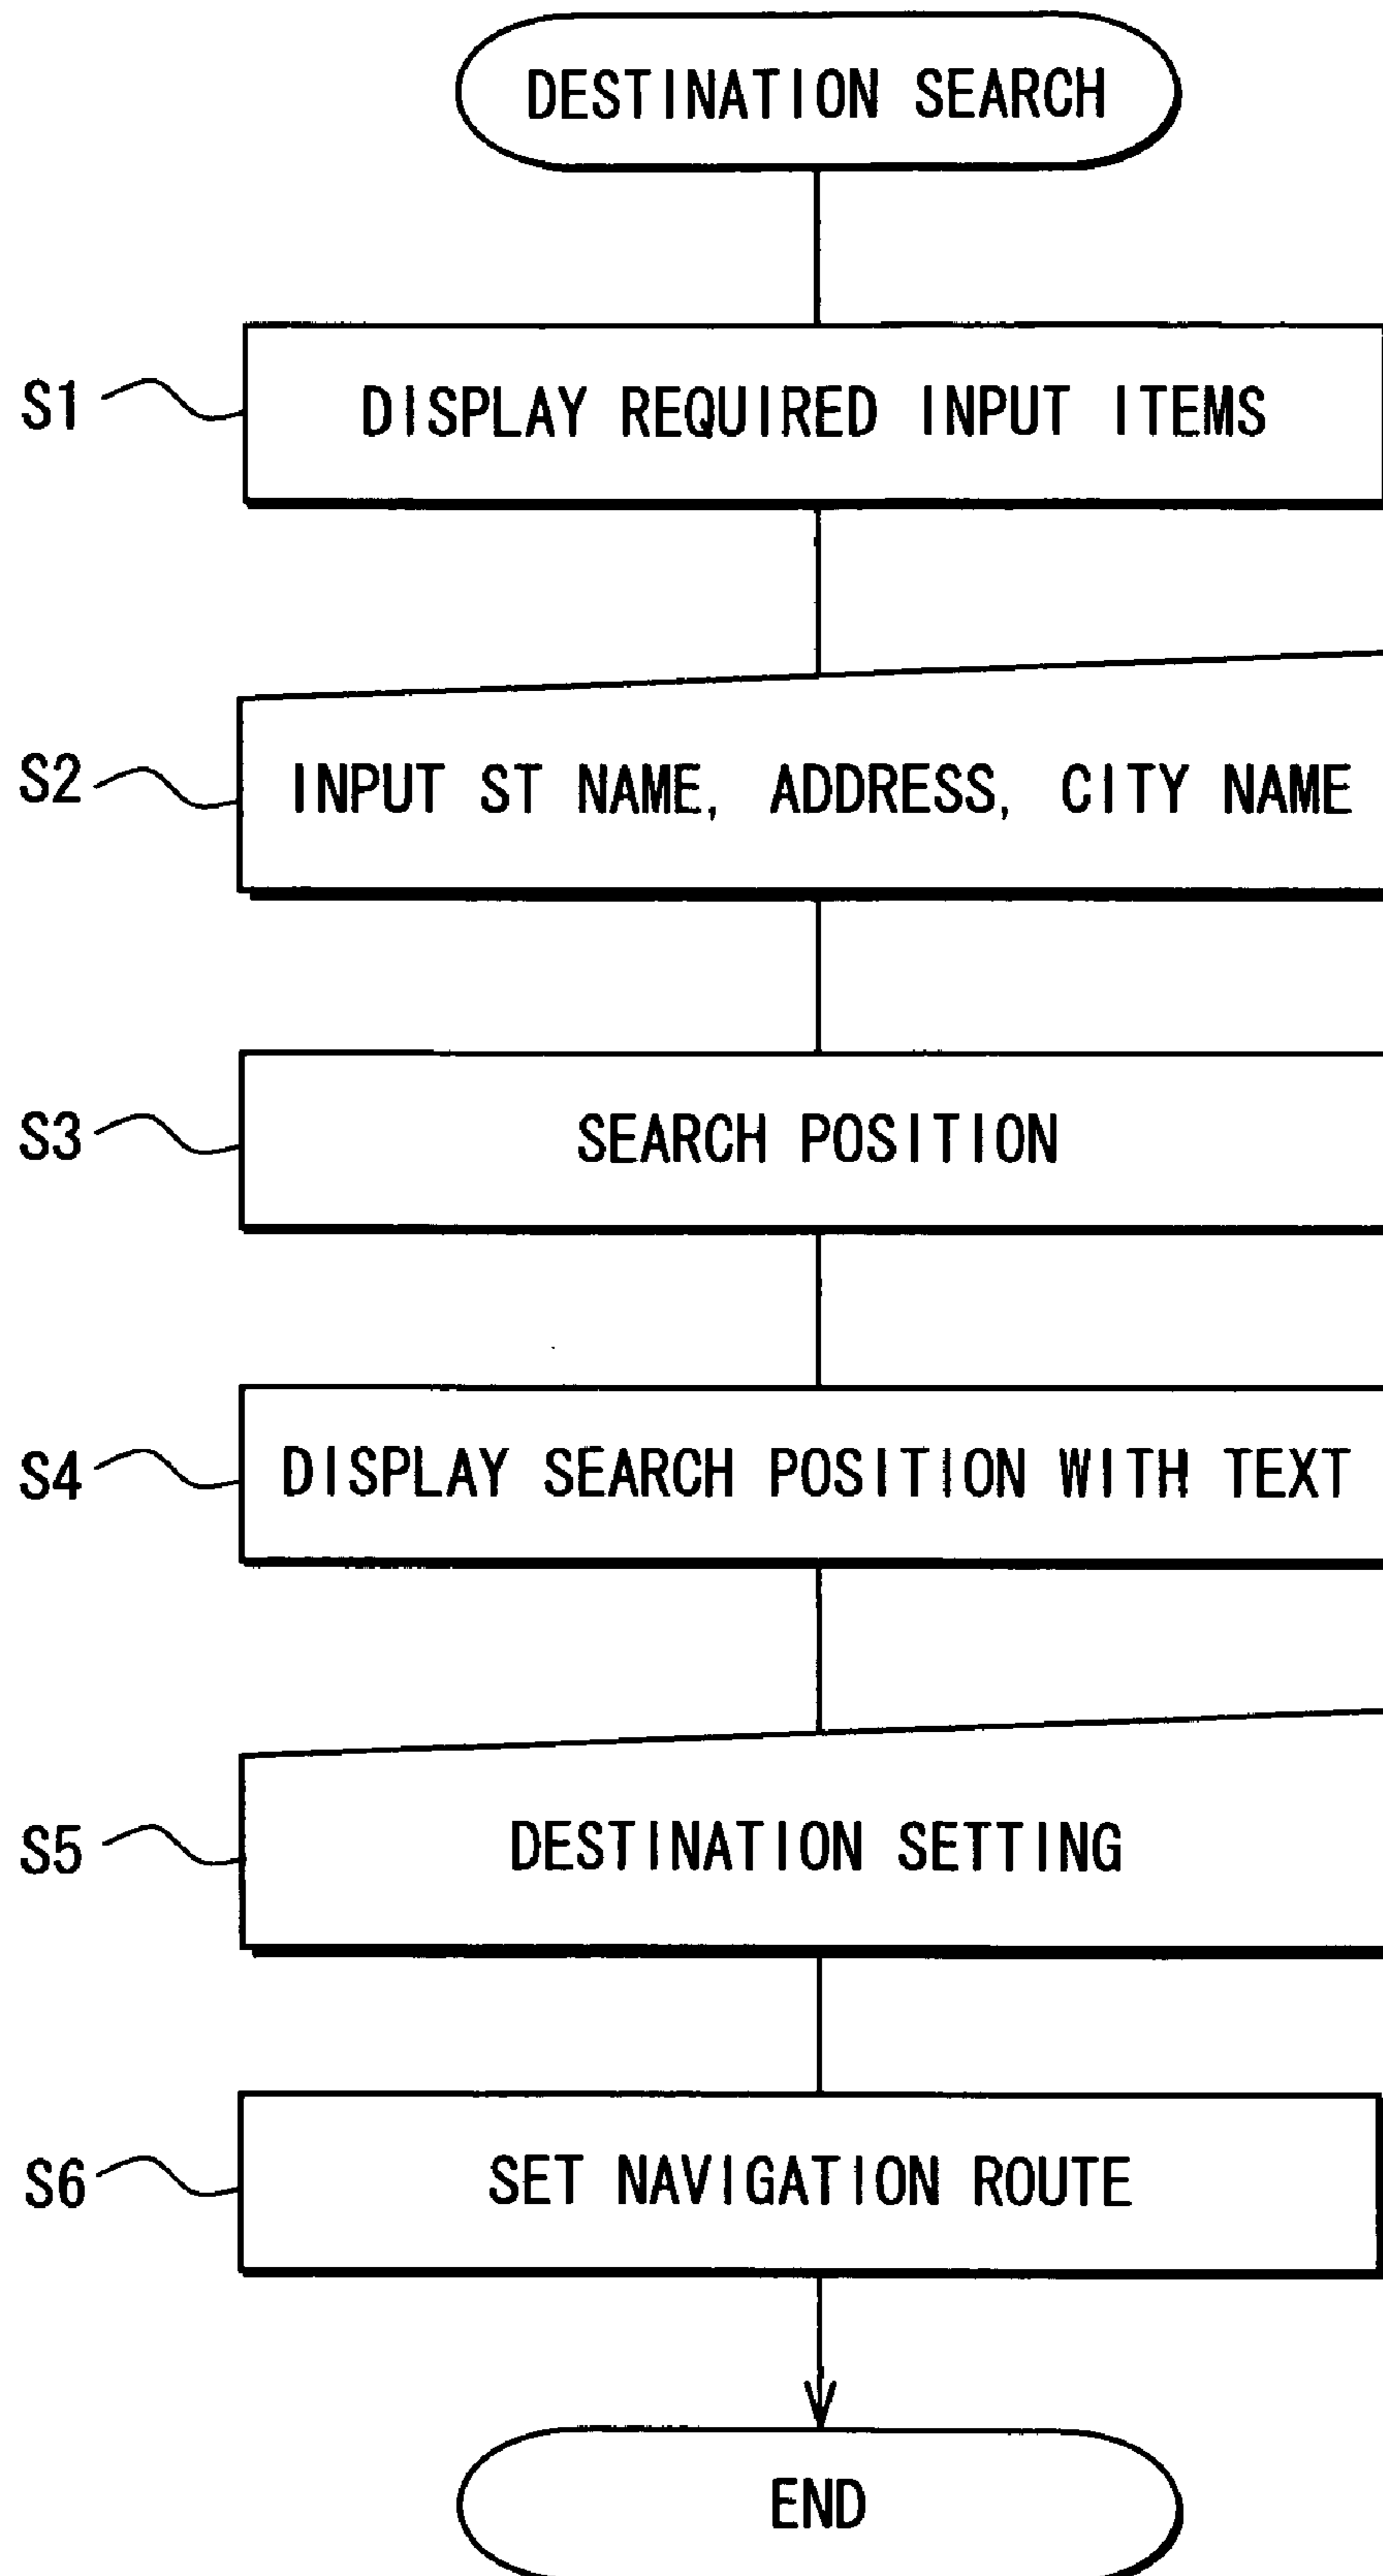 DESTINATION SEARCH
S1 DISPLAY REQUIRED INPUT ITEMS
S2 INPUT ST NAME, ADDRESS, CITY NAME
S3 SEARCH POSITION
S4 DISPLAY SEARCH POSITION WITH TEXT
S5 DESTINATION SETTING
S6 SET NAVIGATION ROUTE
END